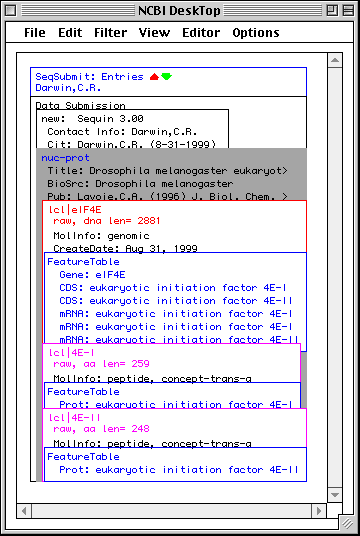 NCBI DeskTop
File Edit Filter View Editor Options
SeqSubmit: Entries
Darwin,C.R.
Data Submission
new: Sequin 3.00
Contact Info: Darwin,C.R.
Cit: Darwin,C.R. (8-31-1999)
nuc-prot
Title: Drosophila melanogaster eukaryot>
BioSrc: Drosophila melanogaster
Pub: Lavoie,C.A. (1996) J. Biol. Chem. >
lcl|eIF4E
raw, dna len= 2881
MolInfo: genomic
CreateDate: Aug 31, 1999
FeatureTable
Gene: eIF4E
CDS: eukaryotic initiation factor 4E-I
CDS: eukaryotic initiation factor 4E-II
mRNA: eukaryotic initiation factor 4E-I
mRNA: eukaryotic initiation factor 4E-I
mRNA: eukaryotic initiation factor 4E-II
lcl|4E-I
raw, aa len= 259
MolInfo: peptide, concept-trans-a
FeatureTable
Prot: eukaryotic initiation factor 4E-I
lcl|4E-II
raw, aa len= 248
MolInfo: peptide, concept-trans-a
FeatureTable
Prot: eukaryotic initiation factor 4E-II